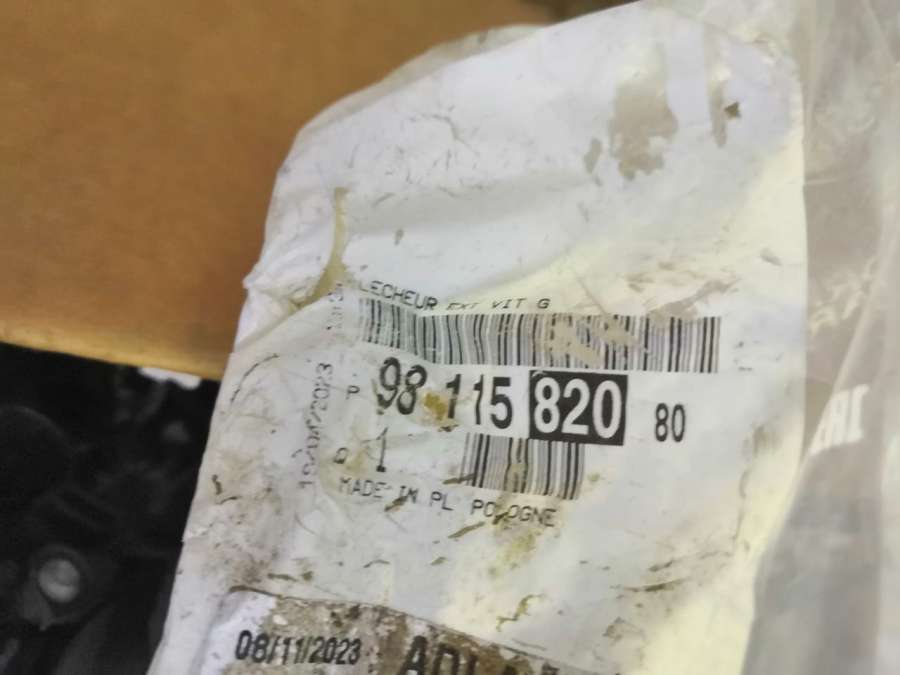 LECHEUR EXT VIT G
P 98 115 820 80
Q 1
MADE IN PL POLOGNE
08/11/2023